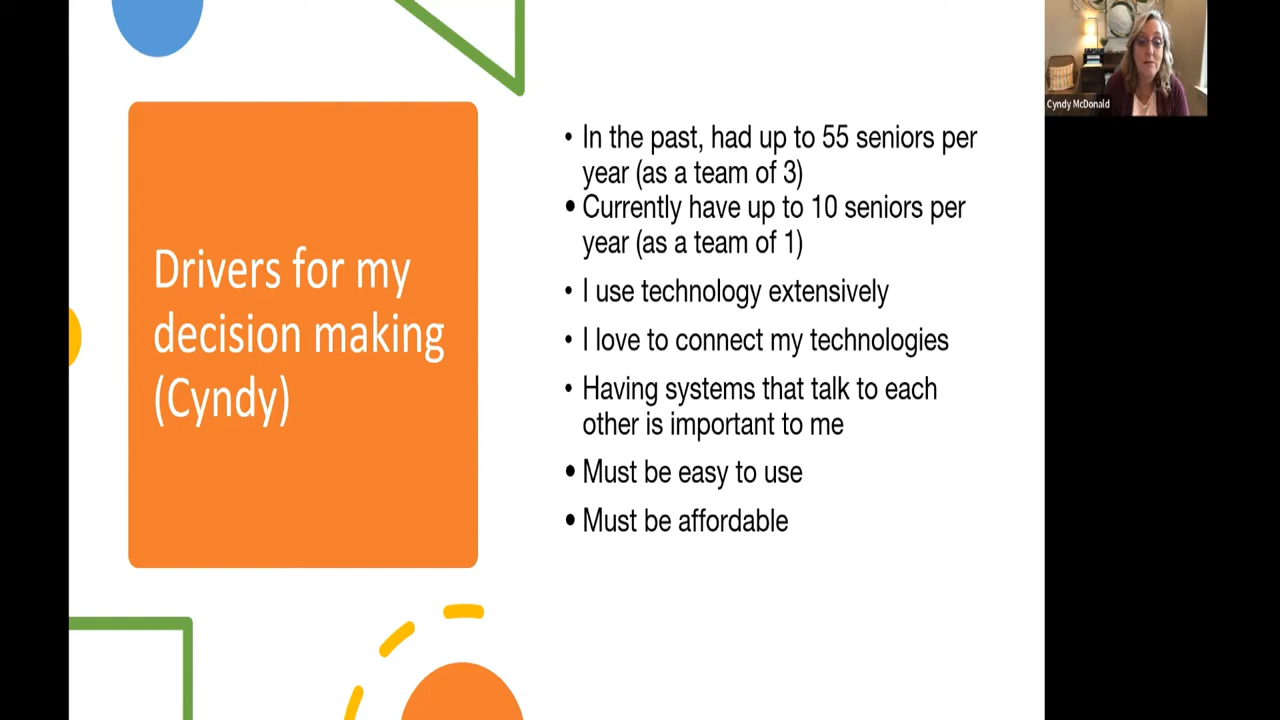 Drivers for my
decision making
(Cyndy)
• In the past, had up to 55 seniors per
year (as a team of 3)
• Currently have up to 10 seniors per
year (as a team of 1)
• I use technology extensively
• I love to connect my technologies
• Having systems that talk to each
other is important to me
• Must be easy to use
• Must be affordable
Cyndy McDonald